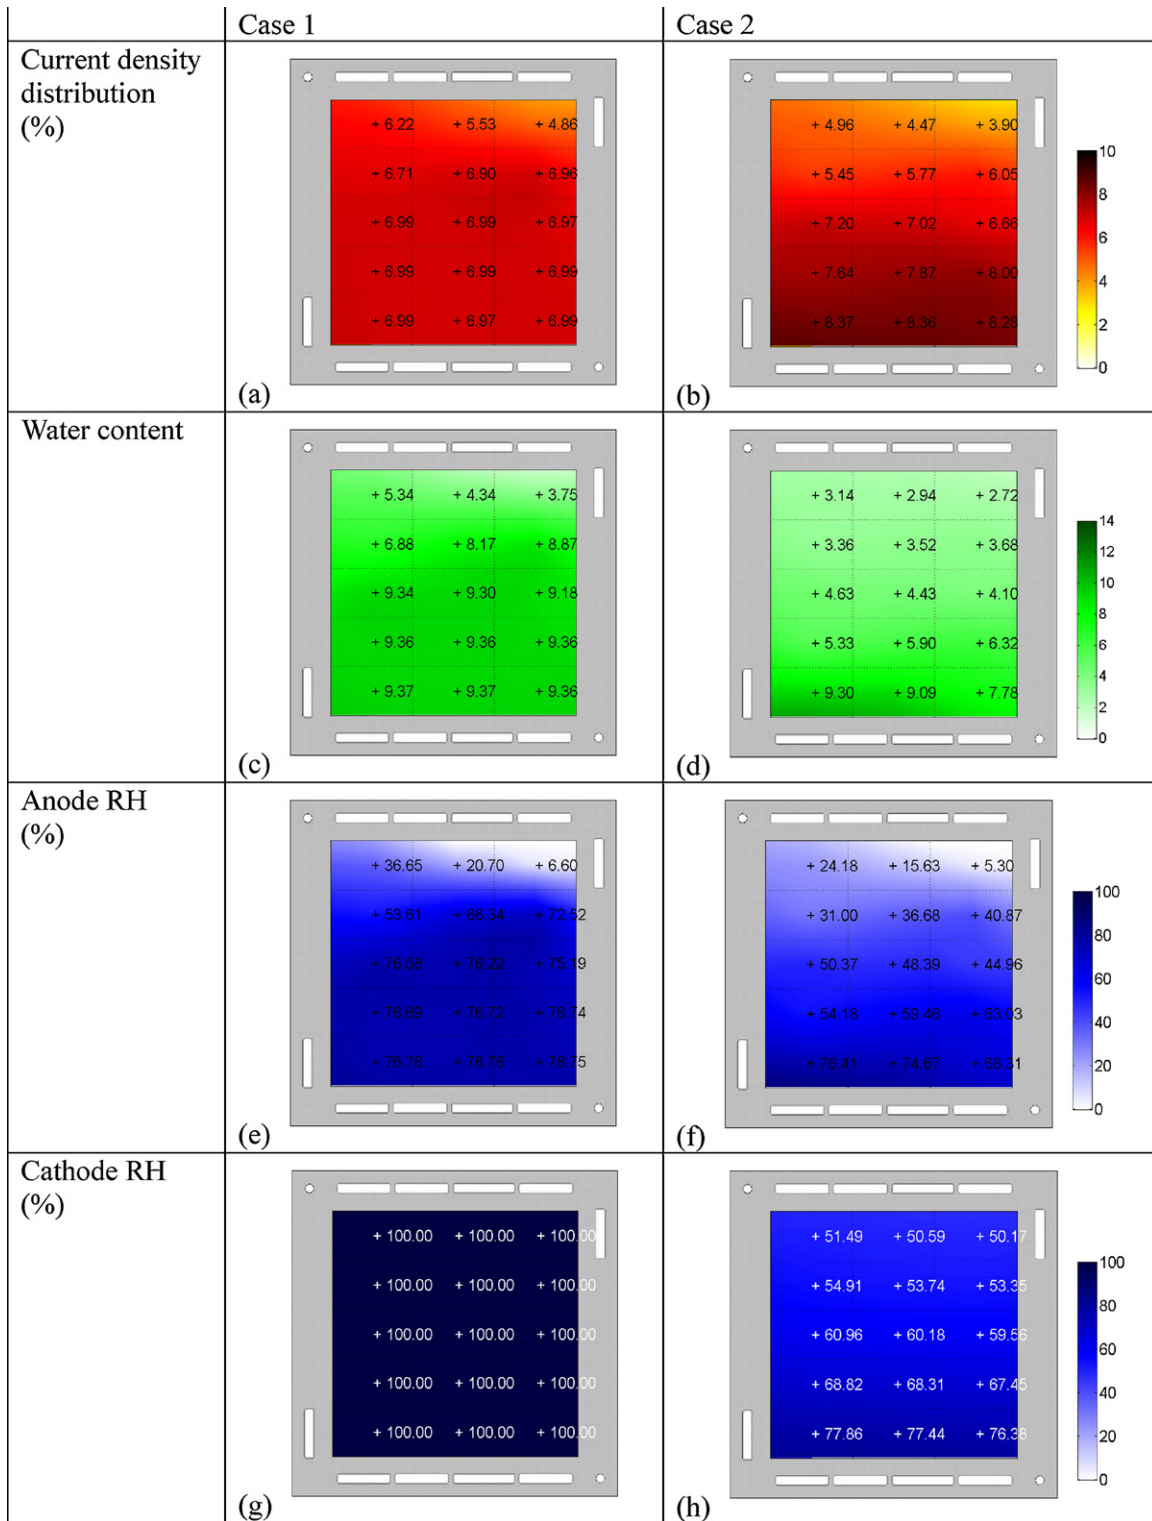 Case 1 Case 2
Current density
distribution
(%)
+ 6.22 + 5.53 + 4.86
+ 6.71 + 6.90 + 6.96
+ 6.99 + 6.99 + 6.97
+ 6.99 + 6.99 + 6.99
+ 6.99 + 6.97 + 6.99
(a)
+ 4.96 + 4.47 + 3.90
+ 5.45 + 5.77 + 6.05
+ 7.20 + 7.02 + 6.66
+ 7.64 + 7.87 + 8.00
+ 8.37 + 8.36 + 8.28
(b)
10
8
6
4
2
0
Water content
+ 5.34 + 4.34 + 3.75
+ 6.88 + 8.17 + 8.87
+ 9.34 + 9.30 + 9.18
+ 9.36 + 9.36 + 9.36
+ 9.37 + 9.37 + 9.36
(c)
+ 3.14 + 2.94 + 2.72
+ 3.36 + 3.52 + 3.68
+ 4.63 + 4.43 + 4.10
+ 5.33 + 5.90 + 6.32
+ 9.30 + 9.09 + 7.78
(d)
14
12
10
8
6
4
2
0
Anode RH
(%)
+ 36.65 + 20.70 + 6.60
+ 53.61 + 66.34 + 72.52
+ 76.58 + 76.22 + 75.19
+ 76.69 + 76.72 + 76.74
+ 76.76 + 76.76 + 76.75
(e)
+ 24.18 + 15.63 + 5.30
+ 31.00 + 36.68 + 40.87
+ 50.37 + 48.39 + 44.96
+ 54.18 + 59.46 + 63.03
+ 76.41 + 74.67 + 68.31
(f)
100
80
60
40
20
0
Cathode RH
(%)
+ 100.00 + 100.00 + 100.00
+ 100.00 + 100.00 + 100.00
+ 100.00 + 100.00 + 100.00
+ 100.00 + 100.00 + 100.00
+ 100.00 + 100.00 + 100.00
(g)
+ 51.49 + 50.59 + 50.17
+ 54.91 + 53.74 + 53.35
+ 60.96 + 60.18 + 59.56
+ 68.82 + 68.31 + 67.45
+ 77.86 + 77.44 + 76.38
(h)
100
80
60
40
20
0